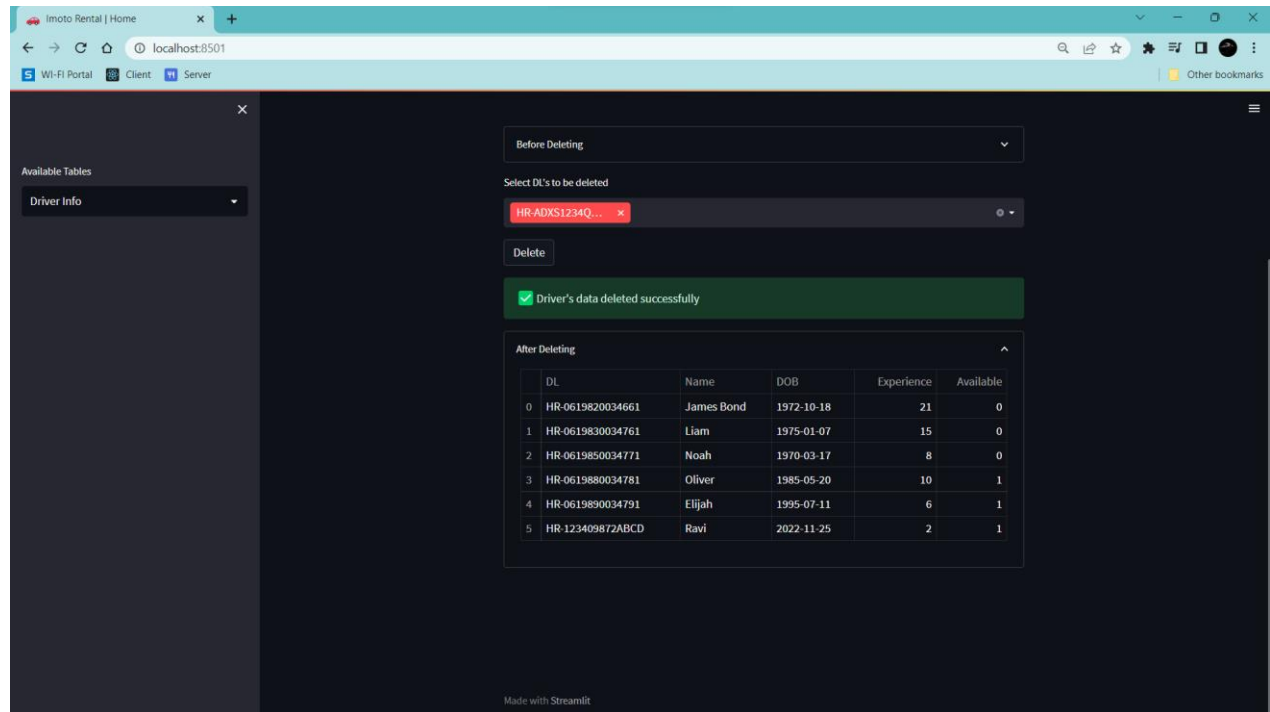 Imoto Rental | Home
localhost:8501
WI-FI Portal Client Server Other bookmarks
Available Tables
Driver Info
Before Deleting
Select DL's to be deleted
HR-ADXS1234Q...
Delete
Driver's data deleted successfully
After Deleting
DL Name DOB Experience Available
0 HR-0619820034661 James Bond 1972-10-18 21 0
1 HR-0619830034761 Liam 1975-01-07 15 0
2 HR-0619850034771 Noah 1970-03-17 8 0
3 HR-0619880034781 Oliver 1985-05-20 10 1
4 HR-0619890034791 Elijah 1995-07-11 6 1
5 HR-123409872ABCD Ravi 2022-11-25 2 1
Made with Streamlit